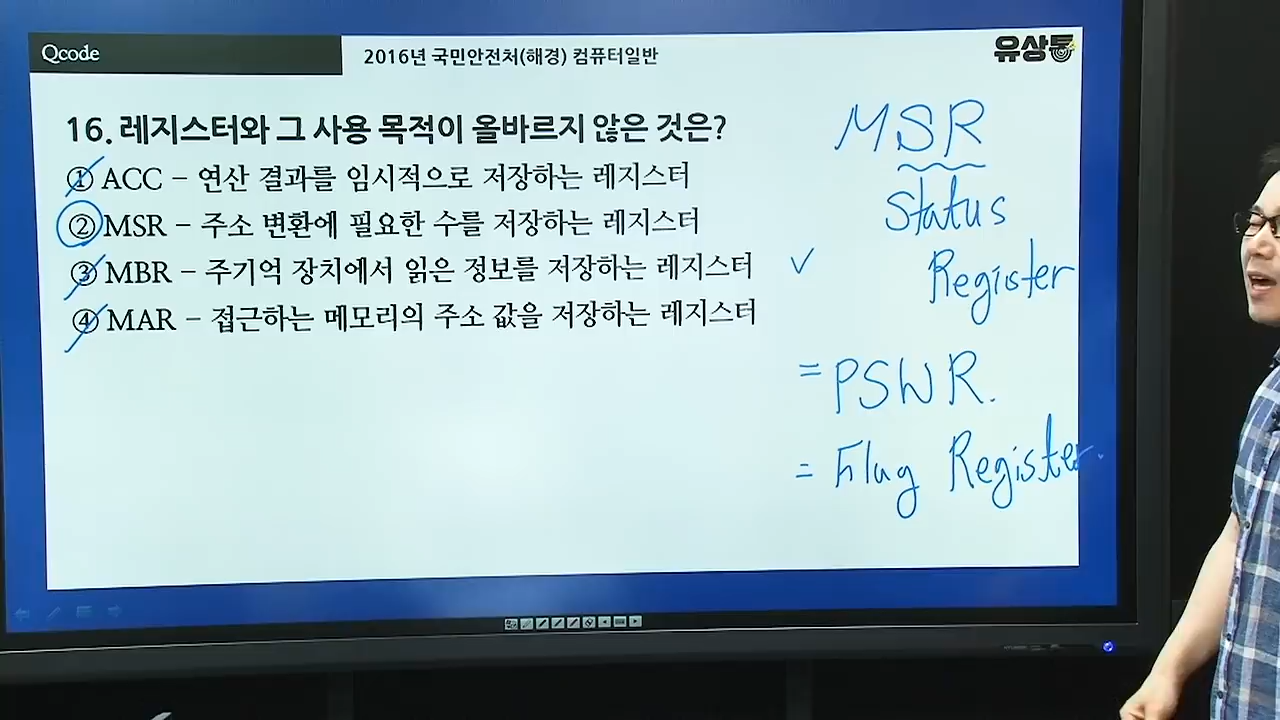 Qcode
2016년 국민안전처(해경) 컴퓨터일반
유상통
16. 레지스터와 그 사용 목적이 올바르지 않은 것은?
① ACC – 연산 결과를 임시적으로 저장하는 레지스터
② MSR – 주소 변환에 필요한 수를 저장하는 레지스터
③ MBR – 주기억 장치에서 읽은 정보를 저장하는 레지스터
④ MAR – 접근하는 메모리의 주소 값을 저장하는 레지스터
MSR
Status
Register
= PSWR.
= Flag Register.